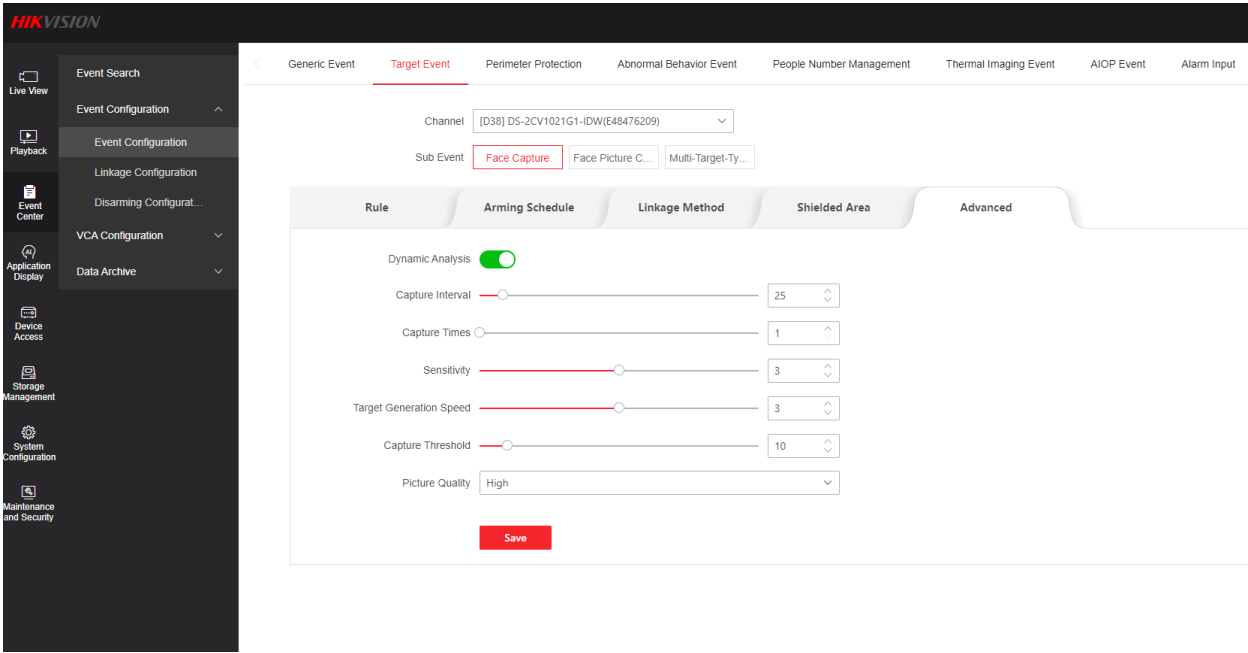 HIKVISION
Live View
Playback
Event
Center
Application
Display
Device
Access
Storage
Management
System
Configuration
Maintenance
and Security
Event Search
Event Configuration
Event Configuration
Linkage Configuration
Disarming Configurat...
VCA Configuration
Data Archive
Generic Event Target Event Perimeter Protection Abnormal Behavior Event People Number Management Thermal Imaging Event AIOP Event Alarm Input
Channel [D38] DS-2CV1021G1-IDW(E48476209)
Sub Event Face Capture Face Picture C... Multi-Target-Ty...
Rule Arming Schedule Linkage Method Shielded Area Advanced
Dynamic Analysis
Capture Interval 25
Capture Times 1
Sensitivity 3
Target Generation Speed 3
Capture Threshold 10
Picture Quality High
Save